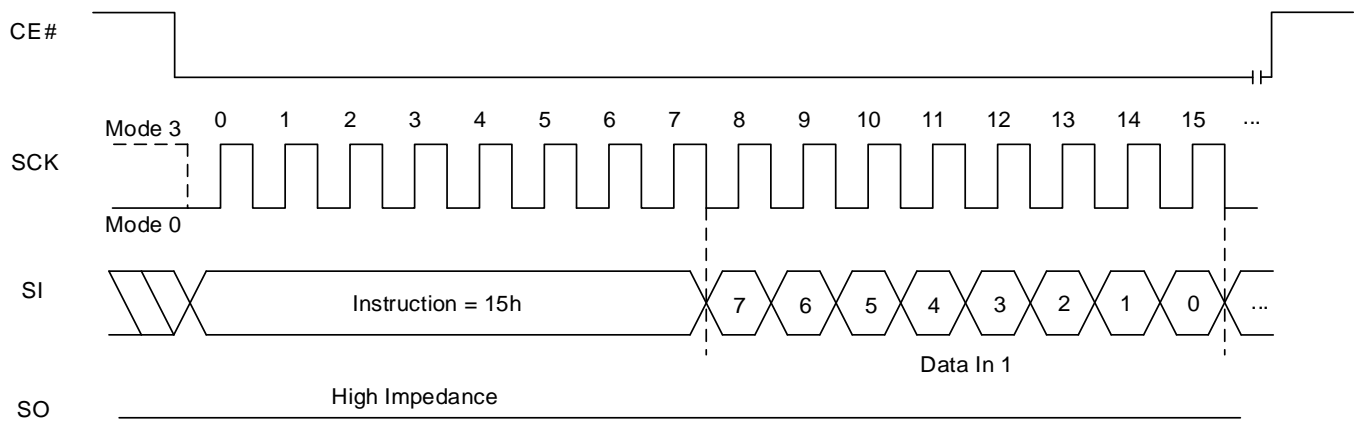 CE#
Mode 3 0 1 2 3 4 5 6 7 8 9 10 11 12 13 14 15 ...
SCK
Mode 0
SI Instruction = 15h 7 6 5 4 3 2 1 0 ...
Data In 1
High Impedance
SO